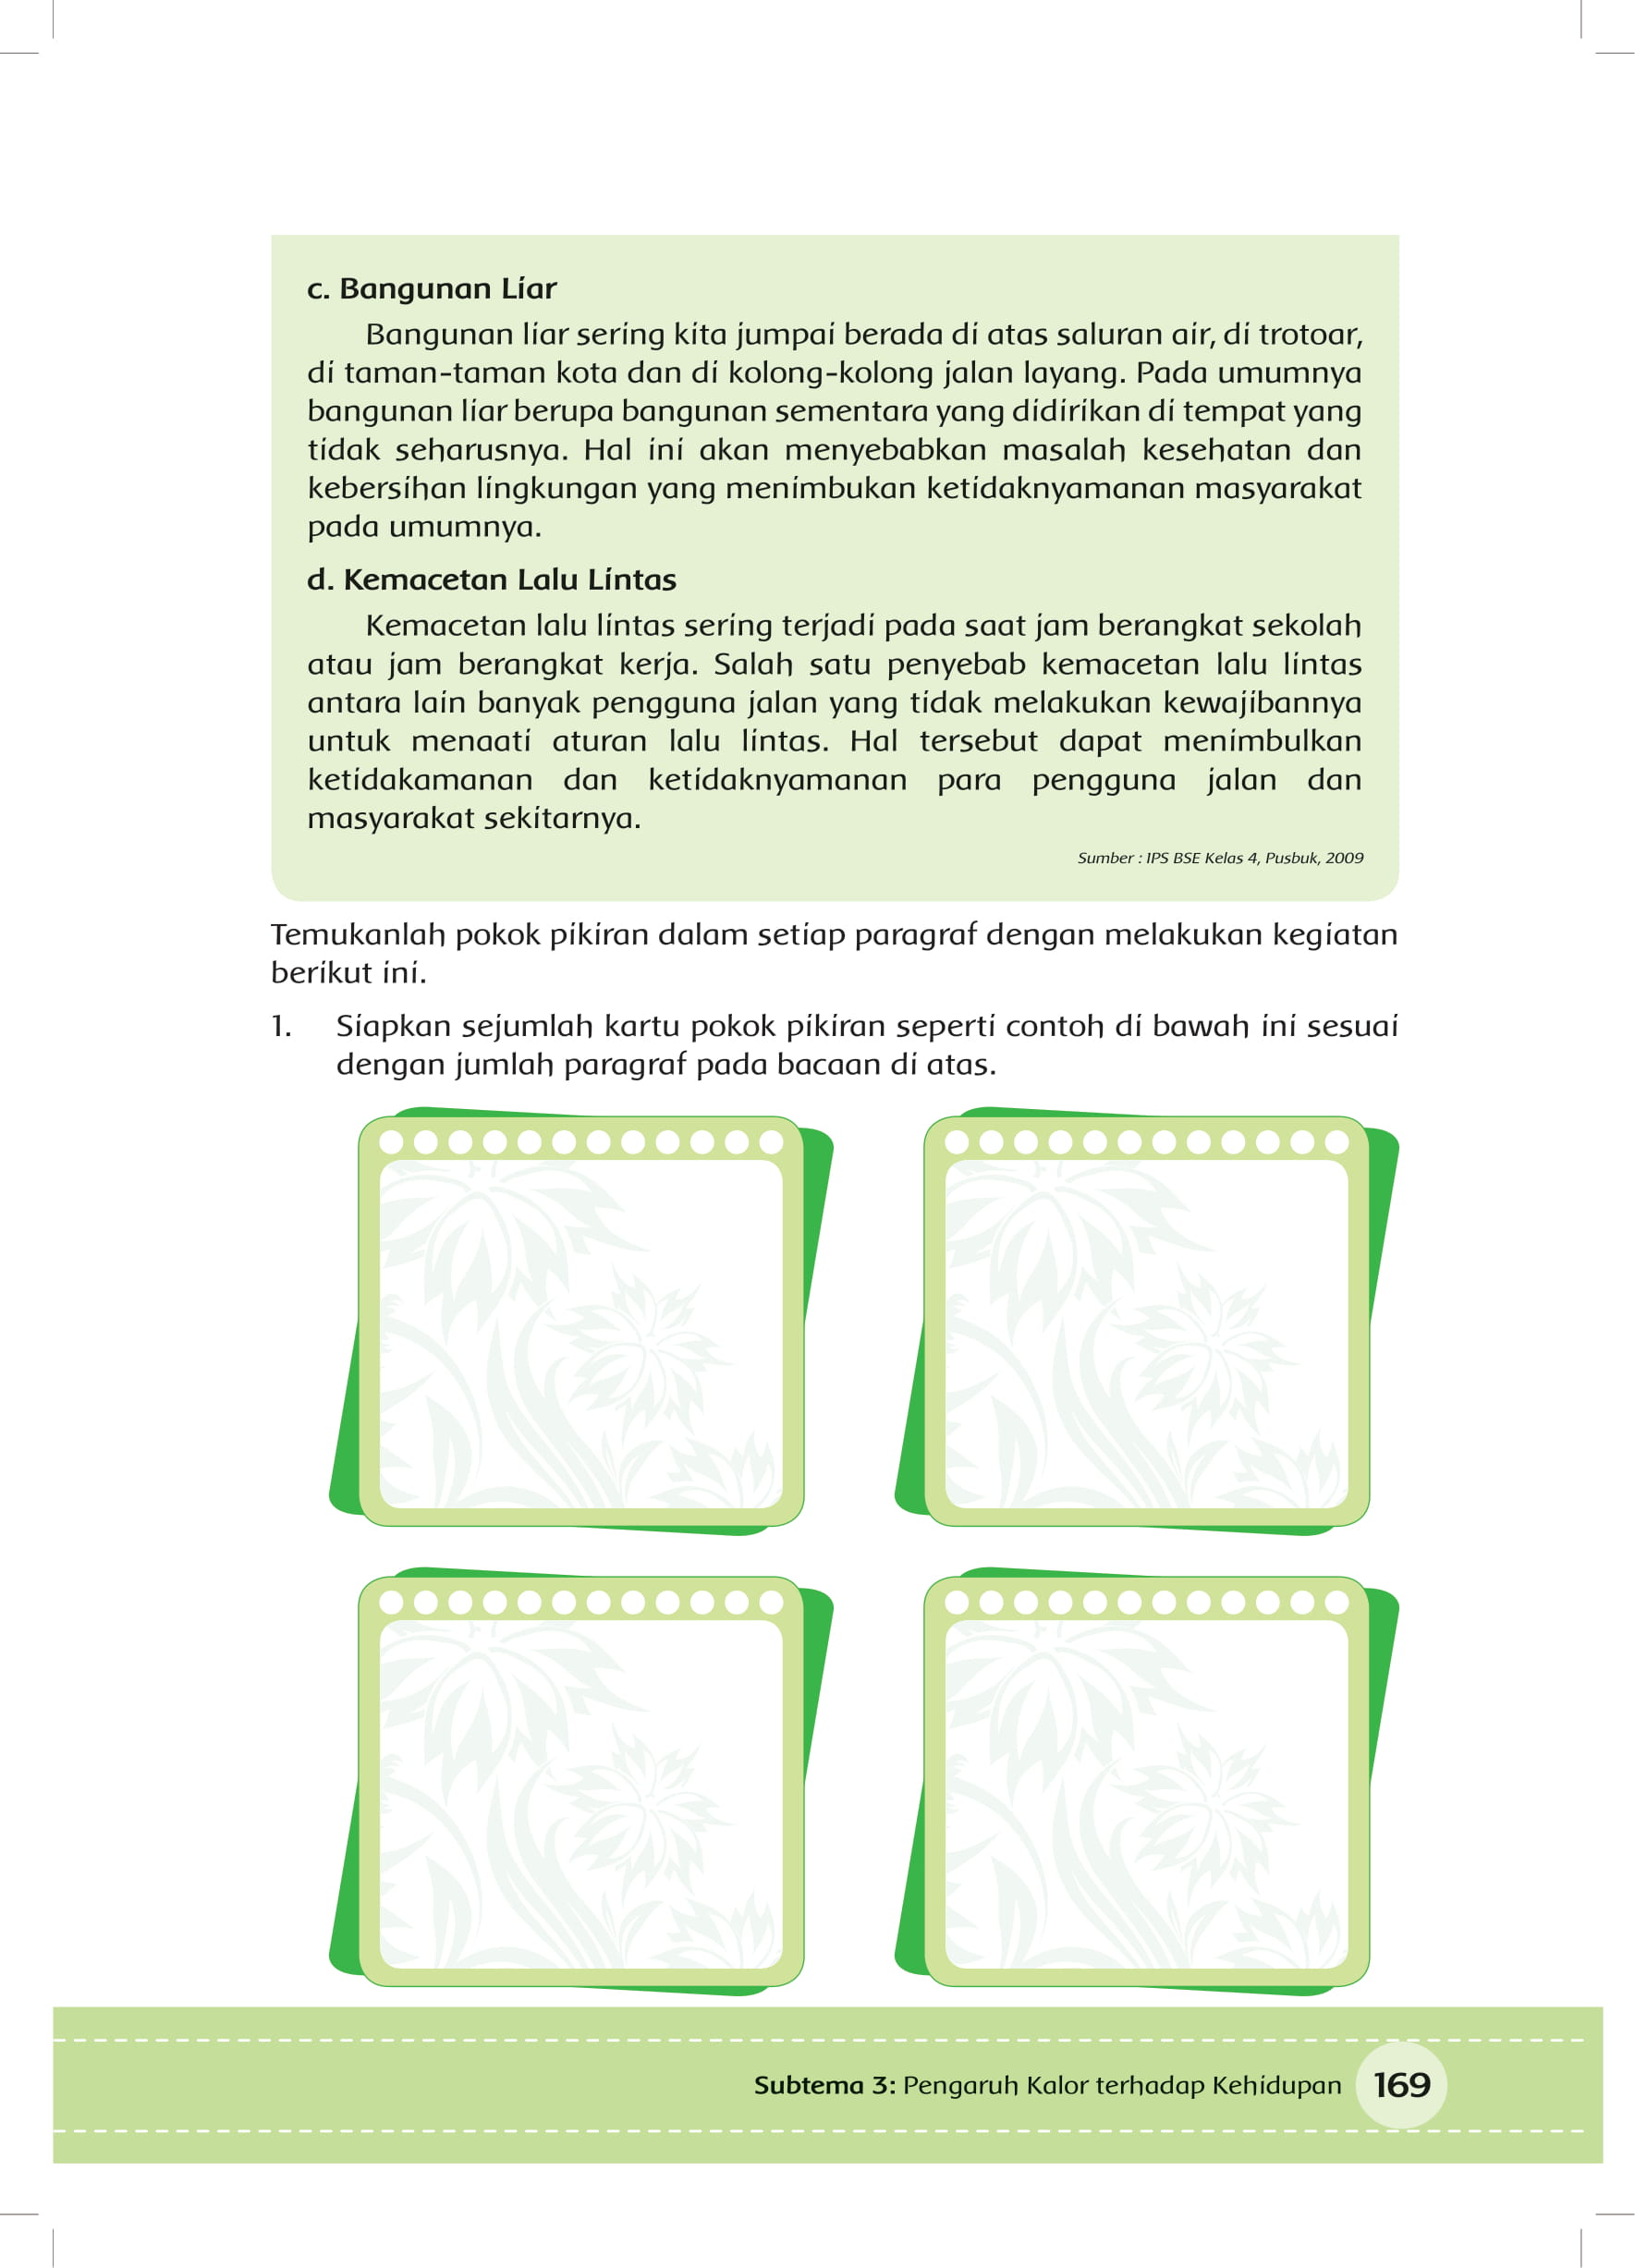 c. Bangunan Liar
Bangunan liar sering kita jumpai berada di atas saluran air, di trotoar,
di taman-taman kota dan di kolong-kolong jalan layang. Pada umumnya
bangunan liar berupa bangunan sementara yang didirikan di tempat yang
tidak seharusnya. Hal ini akan menyebabkan masalah kesehatan dan
kebersihan lingkungan yang menimbukan ketidaknyamanan masyarakat
pada umumnya.
d. Kemacetan Lalu Lintas
Kemacetan lalu lintas sering terjadi pada saat jam berangkat sekolah
atau jam berangkat kerja. Salah satu penyebab kemacetan lalu lintas
antara lain banyak pengguna jalan yang tidak melakukan kewajibannya
untuk menaati aturan lalu lintas. Hal tersebut dapat menimbulkan
ketidakamanan dan ketidaknyamanan para pengguna jalan dan
masyarakat sekitarnya.
Sumber : IPS BSE Kelas 4, Pusbuk, 2009
Temukanlah pokok pikiran dalam setiap paragraf dengan melakukan kegiatan
berikut ini.
1. Siapkan sejumlah kartu pokok pikiran seperti contoh di bawah ini sesuai
dengan jumlah paragraf pada bacaan di atas.
Subtema 3: Pengaruh Kalor terhadap Kehidupan 169